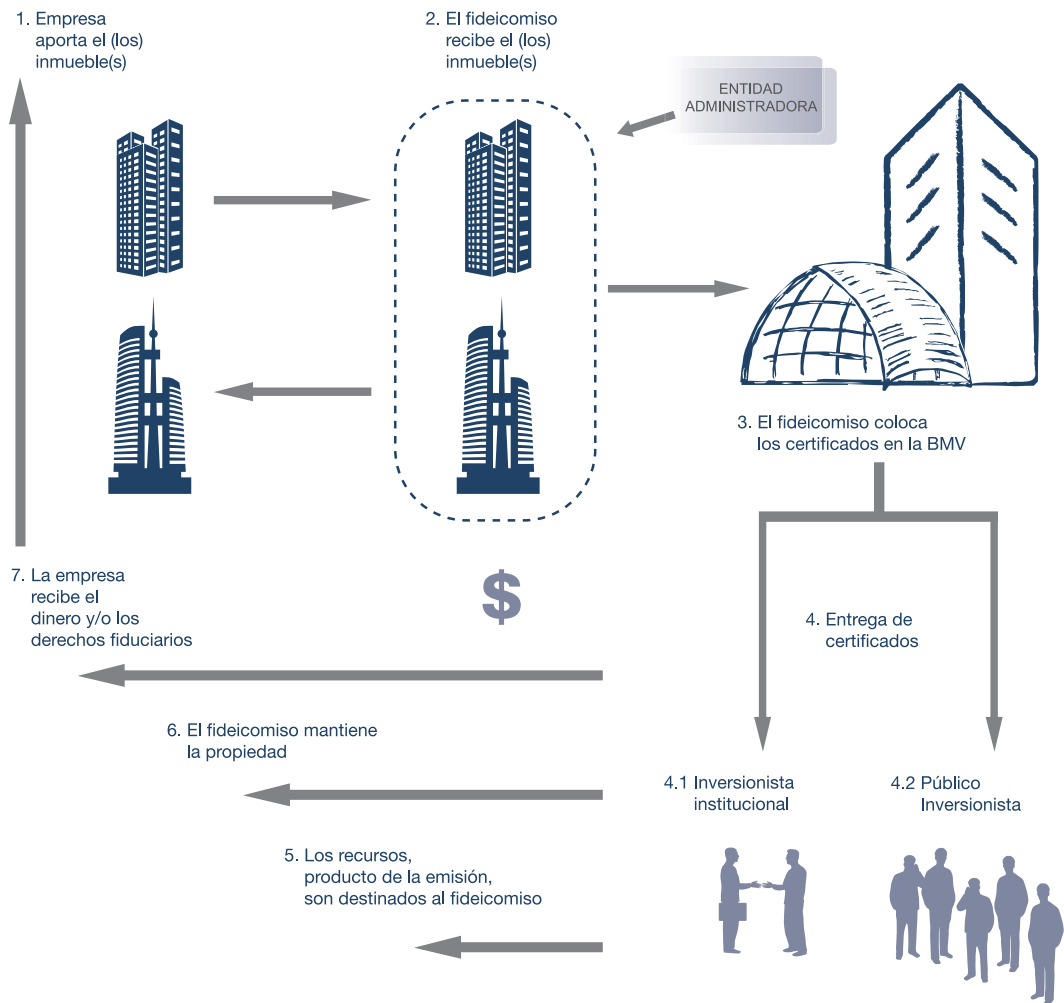 1. Empresa
aporta el (los)
inmueble(s)
2. El fideicomiso
recibe el (los)
inmueble(s)
ENTIDAD
ADMINISTRADORA
3. El fideicomiso coloca
los certificados en la BMV
7. La empresa
recibe el
dinero y/o los
derechos fiduciarios
$
4. Entrega de
certificados
6. El fideicomiso mantiene
la propiedad
4.1 Inversionista
institucional
4.2 Público
Inversionista
5. Los recursos,
producto de la emisión,
son destinados al fideicomiso